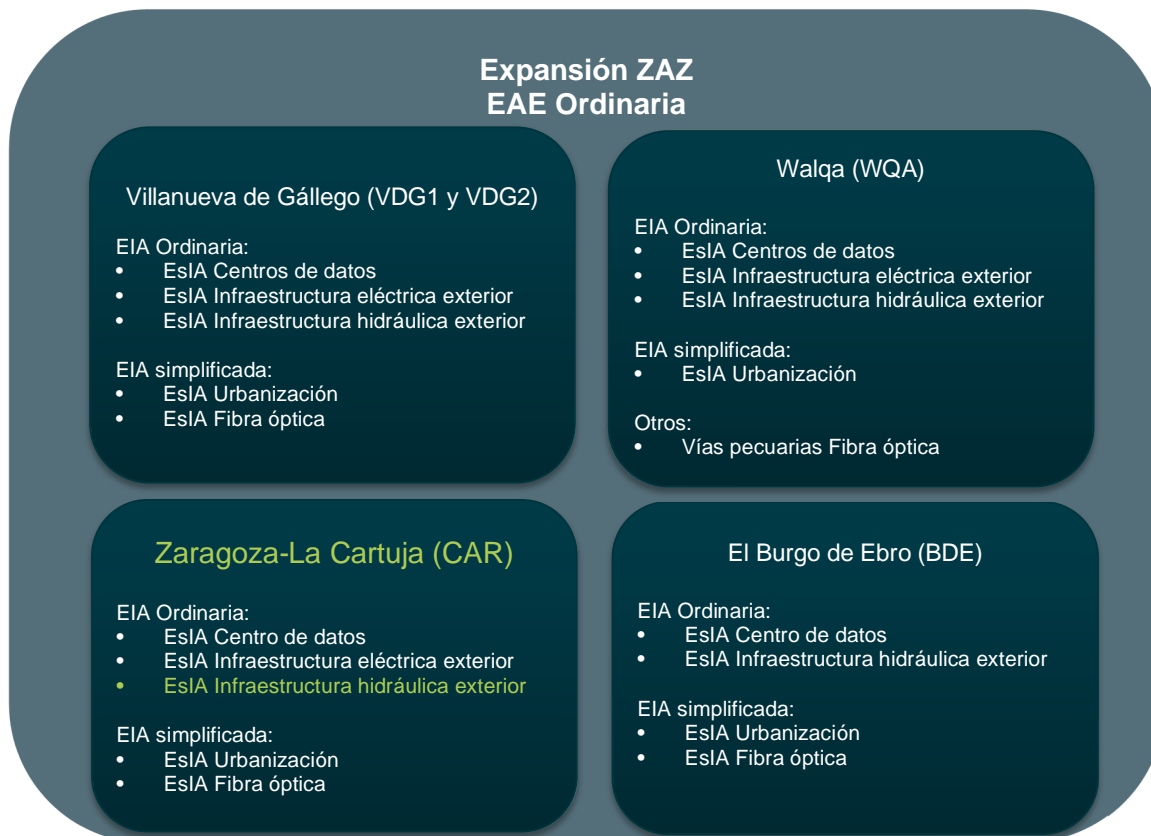 Expansión ZAZ
EAE Ordinaria
Villanueva de Gállego (VDG1 y VDG2)
EIA Ordinaria:
• EsIA Centros de datos
• EsIA Infraestructura eléctrica exterior
• EsIA Infraestructura hidráulica exterior
EIA simplificada:
• EsIA Urbanización
• EsIA Fibra óptica
Walqa (WQA)
EIA Ordinaria:
• EsIA Centros de datos
• EsIA Infraestructura eléctrica exterior
• EsIA Infraestructura hidráulica exterior
EIA simplificada:
• EsIA Urbanización
Otros:
• Vías pecuarias Fibra óptica
Zaragoza-La Cartuja (CAR)
EIA Ordinaria:
• EsIA Centro de datos
• EsIA Infraestructura eléctrica exterior
• EsIA Infraestructura hidráulica exterior
EIA simplificada:
• EsIA Urbanización
• EsIA Fibra óptica
El Burgo de Ebro (BDE)
EIA Ordinaria:
• EsIA Centro de datos
• EsIA Infraestructura hidráulica exterior
EIA simplificada:
• EsIA Urbanización
• EsIA Fibra óptica